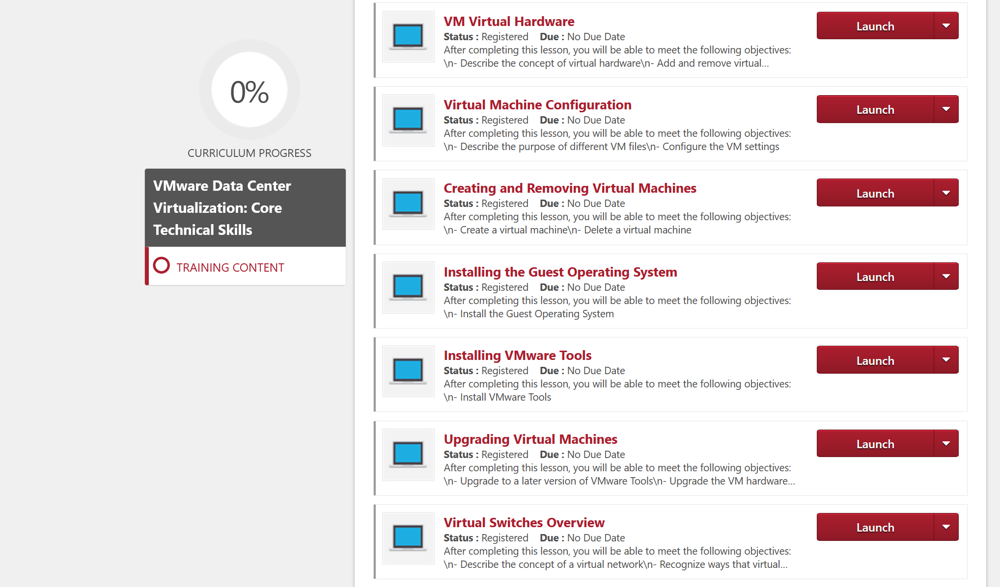 0%
CURRICULUM PROGRESS
VMware Data Center
Virtualization: Core
Technical Skills
TRAINING CONTENT
VM Virtual Hardware
Status : Registered Due : No Due Date
After completing this lesson, you will be able to meet the following objectives:
\n- Describe the concept of virtual hardware\n- Add and remove virtual...
Launch
Virtual Machine Configuration
Status : Registered Due : No Due Date
After completing this lesson, you will be able to meet the following objectives:
\n- Describe the purpose of different VM files\n- Configure the VM settings
Launch
Creating and Removing Virtual Machines
Status : Registered Due : No Due Date
After completing this lesson, you will be able to meet the following objectives:
\n- Create a virtual machine\n- Delete a virtual machine
Launch
Installing the Guest Operating System
Status : Registered Due : No Due Date
After completing this lesson, you will be able to meet the following objectives:
\n- Install the Guest Operating System
Launch
Installing VMware Tools
Status : Registered Due : No Due Date
After completing this lesson, you will be able to meet the following objectives:
\n- Install VMware Tools
Launch
Upgrading Virtual Machines
Status : Registered Due : No Due Date
After completing this lesson, you will be able to meet the following objectives:
\n- Upgrade to a later version of VMware Tools\n- Upgrade the VM hardware...
Launch
Virtual Switches Overview
Status : Registered Due : No Due Date
After completing this lesson, you will be able to meet the following objectives:
\n- Describe the concept of a virtual network\n- Recognize ways that virtual...
Launch